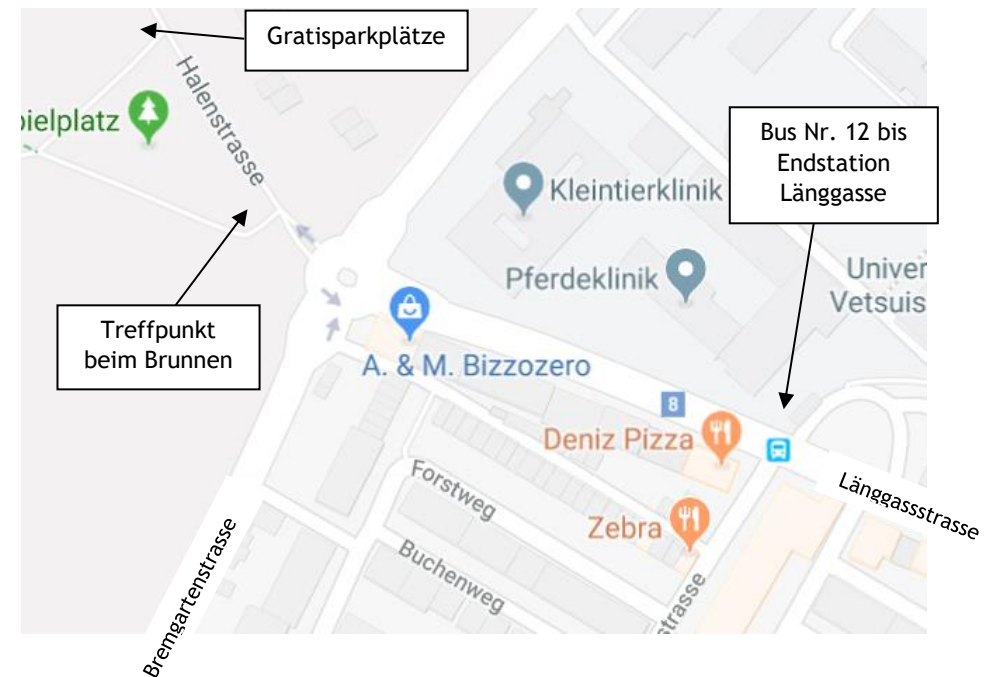 Gratisparkplätze
Halenstrasse
ielplatz
Bus Nr. 12 bis
Endstation
Länggasse
Kleintierklinik
Pferdeklinik
Univer
Vetsuis
Treffpunkt
beim Brunnen
A. & M. Bizzozero
8
Deniz Pizza
Länggassstrasse
Forstweg
Zebra
Buchenweg
Bremgartenstrasse
strasse